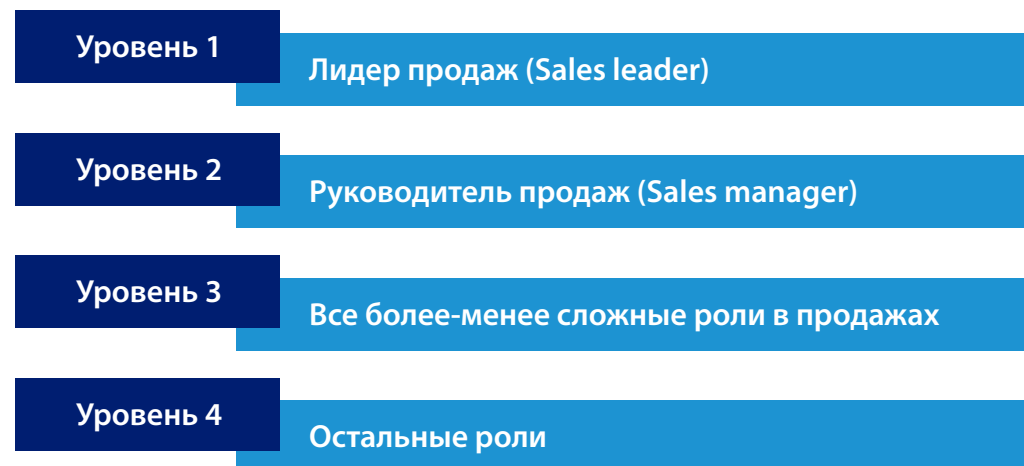 Уровень 1
Лидер продаж (Sales leader)
Уровень 2
Руководитель продаж (Sales manager)
Уровень 3
Все более-менее сложные роли в продажах
Уровень 4
Остальные роли